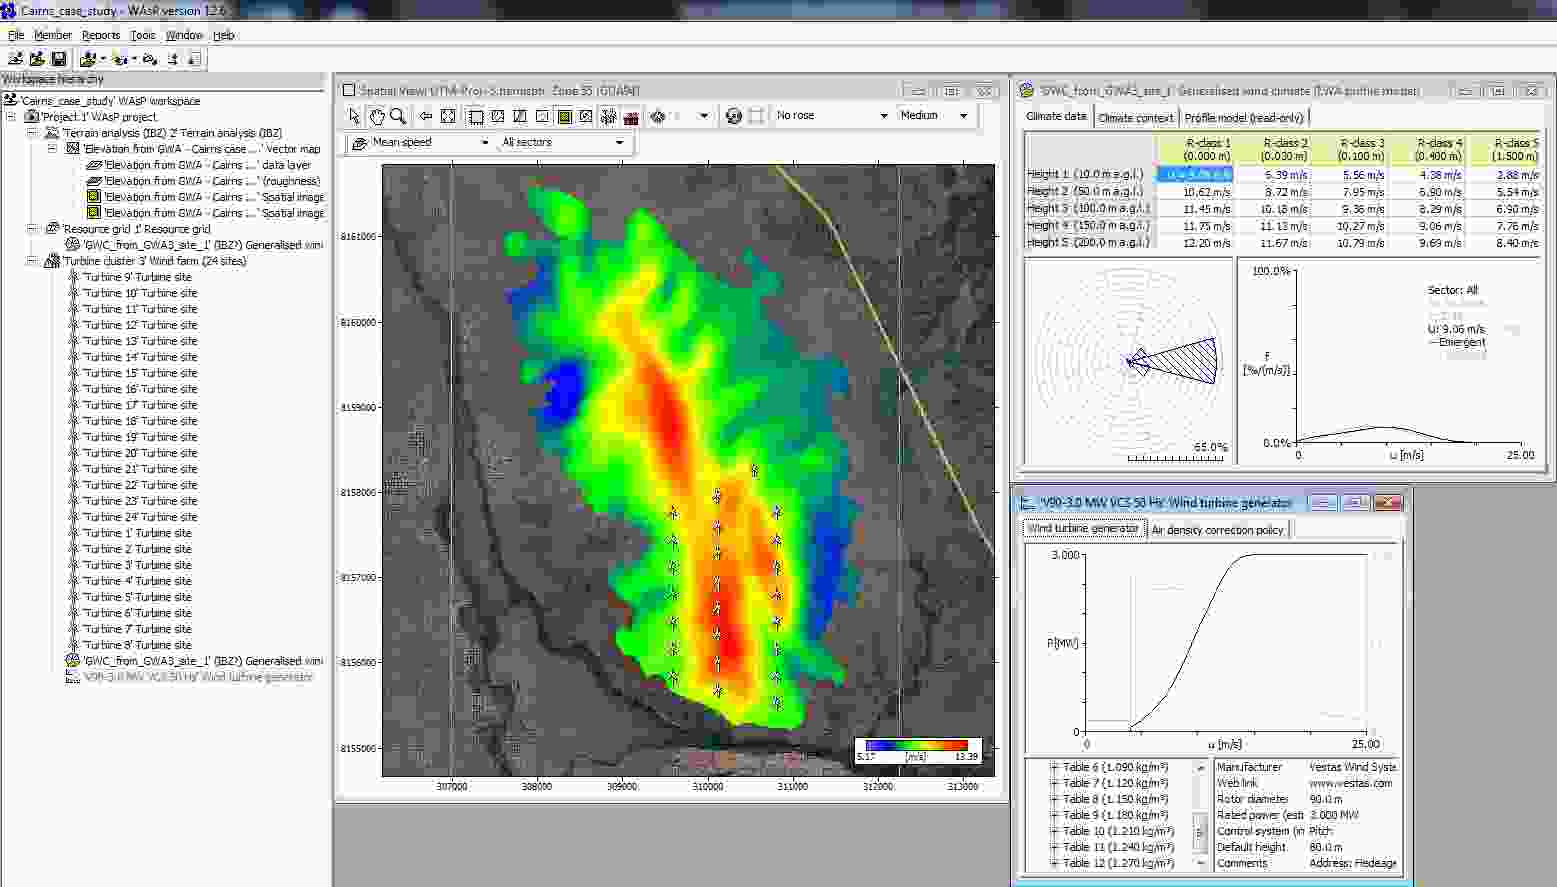 Cairns_case_study - WAsP version 12.6
File Member Reports Tools Window Help
Workspace hierarchy
'Cairns_case_study' WAsP workspace
'Project 1' WAsP project
'Terrain analysis (IBZ) 2' Terrain analysis (IBZ)
'Elevation from GWA - Cairns case ....' Vector map
'Elevation from GWA - Cairns ....' data layer
'Elevation from GWA - Cairns ....' (roughness)
'Elevation from GWA - Cairns ....' Spatial image
'Elevation from GWA - Cairns ....' Spatial image
'Resource grid 1' Resource grid
'GWC_from_GWA3_site_1' (IBZ?) Generalised win
'Turbine cluster 3' Wind farm (24 sites)
'Turbine 9' Turbine site
'Turbine 10' Turbine site
'Turbine 11' Turbine site
'Turbine 12' Turbine site
'Turbine 13' Turbine site
'Turbine 14' Turbine site
'Turbine 15' Turbine site
'Turbine 16' Turbine site
'Turbine 17' Turbine site
'Turbine 18' Turbine site
'Turbine 19' Turbine site
'Turbine 20' Turbine site
'Turbine 21' Turbine site
'Turbine 22' Turbine site
'Turbine 23' Turbine site
'Turbine 24' Turbine site
'Turbine 1' Turbine site
'Turbine 2' Turbine site
'Turbine 3' Turbine site
'Turbine 4' Turbine site
'Turbine 5' Turbine site
'Turbine 6' Turbine site
'Turbine 7' Turbine site
'Turbine 8' Turbine site
'GWC_from_GWA3_site_1' (IBZ?) Generalised win
'V90-3.0 MW VCS 50 Hz' Wind turbine generator
Spatial View: Zone 55 (GDA94)
No rose Medium
Mean speed All sectors
8161000
8160000
8159000
8158000
8157000
8156000
8155000
307000 308000 309000 310000 311000 312000 313000
5.17 [m/s] 13.39
'GWC_from_GWA3_site_1' Generalised wind climate (EWA profile model)
Climate data Climate context Profile model (read-only)
R-class 1 R-class 2 R-class 3 R-class 4 R-class 5
(0.000 m) (0.030 m) (0.100 m) (0.400 m) (1.500 m)
Height 1 (10.0 m a.g.l.) 6.39 m/s 5.56 m/s 4.38 m/s 2.88 m/s
Height 2 (50.0 m a.g.l.) 10.62 m/s 8.72 m/s 7.95 m/s 6.90 m/s 5.54 m/s
Height 3 (100.0 m a.g.l.) 11.45 m/s 10.18 m/s 9.36 m/s 8.29 m/s 6.90 m/s
Height 4 (150.0 m a.g.l.) 11.75 m/s 11.13 m/s 10.27 m/s 9.06 m/s 7.76 m/s
Height 5 (200.0 m a.g.l.) 12.20 m/s 11.67 m/s 10.79 m/s 9.69 m/s 8.40 m/s
65.0%
100.0%
Sector: All
U: 9.06 m/s
Emergent
f
[‰/(m/s)]
0.0%
0 u [m/s] 25.00
'V90-3.0 MW VCS 50 Hz' Wind turbine generator
Wind turbine generator Air density correction policy
3.000
P[MW]
0
0 u [m/s] 25.00
Table 6 (1.090 kg/m³)
Table 7 (1.120 kg/m³)
Table 8 (1.150 kg/m³)
Table 9 (1.180 kg/m³)
Table 10 (1.210 kg/m³)
Table 11 (1.240 kg/m³)
Table 12 (1.270 kg/m³)
Manufacturer Vestas Wind Syste
Web link www.vestas.com
Rotor diameter 90.0 m
Rated power (esti 3.000 MW
Control system (in Pitch
Default height 80.0 m
Comments Address: